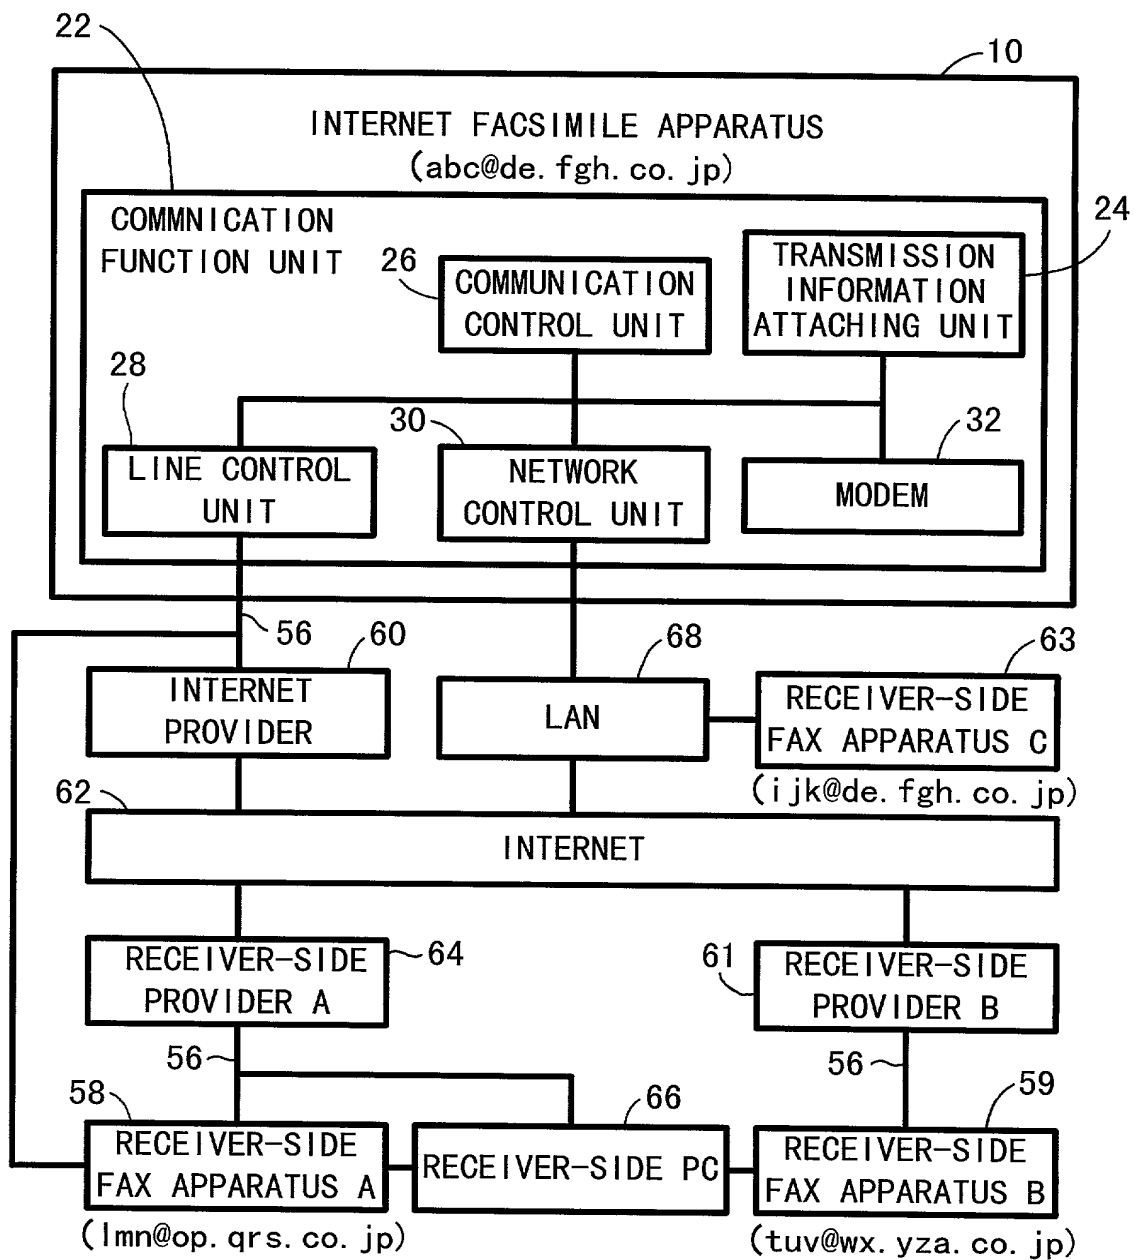 22
10
INTERNET FACSIMILE APPARATUS
(abc@de.fgh.co.jp)
COMMNICATION
FUNCTION UNIT
24
26
COMMUNICATION
CONTROL UNIT
TRANSMISSION
INFORMATION
ATTACHING UNIT
28
30
32
LINE CONTROL
UNIT
NETWORK
CONTROL UNIT
MODEM
56
60
68
63
INTERNET
PROVIDER
LAN
RECEIVER-SIDE
FAX APPARATUS C
(ijk@de.fgh.co.jp)
62
INTERNET
RECEIVER-SIDE
PROVIDER A
64
61
RECEIVER-SIDE
PROVIDER B
56
56
58
66
59
RECEIVER-SIDE
FAX APPARATUS A
RECEIVER-SIDE PC
RECEIVER-SIDE
FAX APPARATUS B
(lmn@op.qrs.co.jp)
(tuv@wx.yza.co.jp)